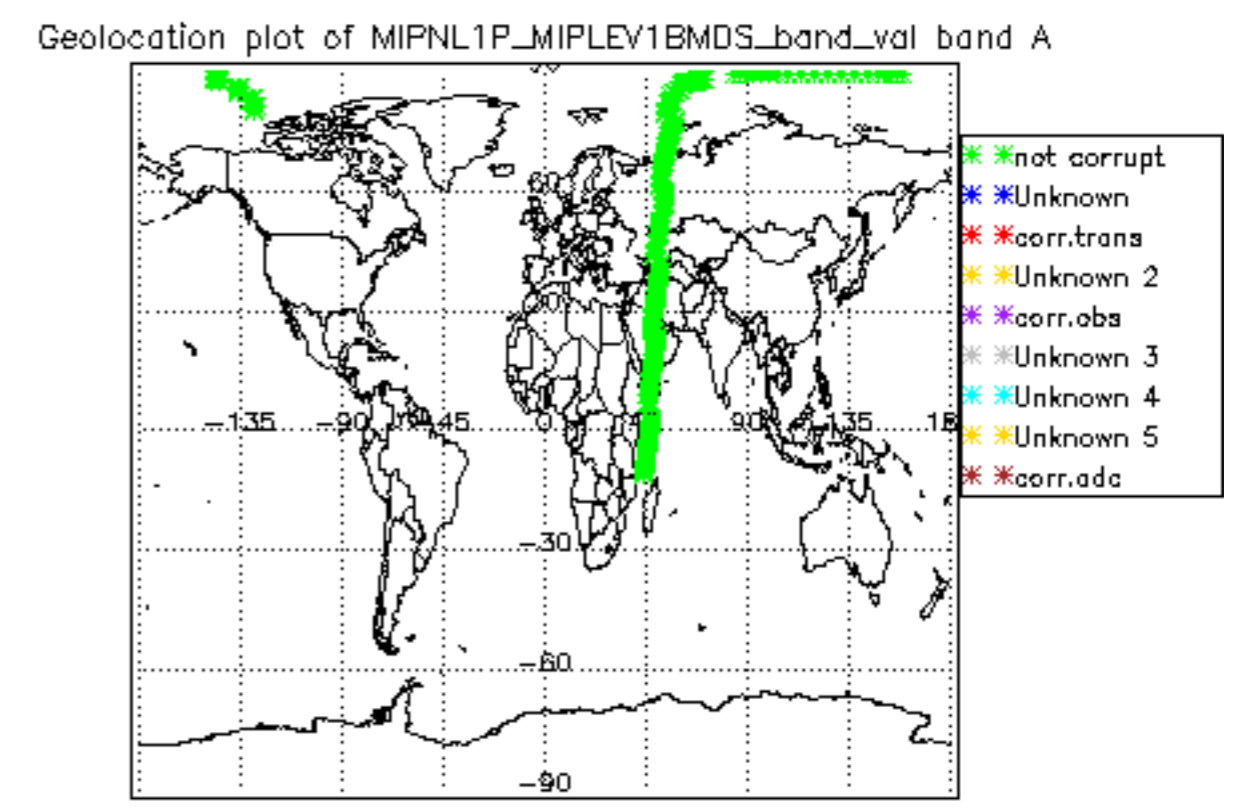 Geolocation plot of MIPNL1P_MIPLEV1BMDS_band_val band A
not corrupt
Unknown
corr.trans
Unknown 2
corr.obs
Unknown 3
Unknown 4
Unknown 5
corr.adc
60
-135 -90 -45 0 90 135
-30
-60
-90